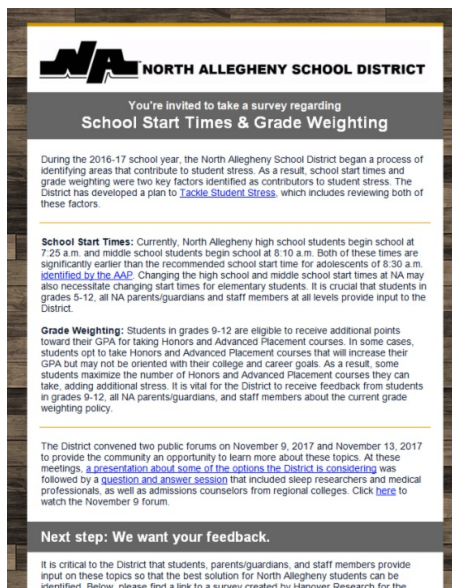 NA
NORTH ALLEGHENY SCHOOL DISTRICT
You're invited to take a survey regarding
School Start Times & Grade Weighting
During the 2016-17 school year, the North Allegheny School District began a process of
identifying areas that contribute to student stress. As a result, school start times and
grade weighting were two key factors identified as contributors to student stress. The
District has developed a plan to Tackle Student Stress, which includes reviewing both of
these factors.
School Start Times: Currently, North Allegheny high school students begin school at
7:25 a.m. and middle school students begin school at 8:10 a.m. Both of these times are
significantly earlier than the recommended school start time for adolescents of 8:30 a.m.
identified by the AAP. Changing the high school and middle school start times at NA may
also necessitate changing start times for elementary students. It is crucial that students in
grades 5-12, all NA parents/guardians and staff members at all levels provide input to the
District.
Grade Weighting: Students in grades 9-12 are eligible to receive additional points
toward their GPA for taking Honors and Advanced Placement courses. In some cases,
students opt to take Honors and Advanced Placement courses that will increase their
GPA but may not be oriented with their college and career goals. As a result, some
students maximize the number of Honors and Advanced Placement courses they can
take, adding additional stress. It is vital for the District to receive feedback from students
in grades 9-12, all NA parents/guardians, and staff members about the current grade
weighting policy.
The District convened two public forums on November 9, 2017 and November 13, 2017
to provide the community an opportunity to learn more about these topics. At these
meetings, a presentation about some of the options the District is considering was
followed by a question and answer session that included sleep researchers and medical
professionals, as well as admissions counselors from regional colleges. Click here to
watch the November 9 forum.
Next step: We want your feedback.
It is critical to the District that students, parents/guardians, and staff members provide
input on these topics so that the best solution for North Allegheny students can be
identified. Below, please find a link to a survey created by Hanover Research for the